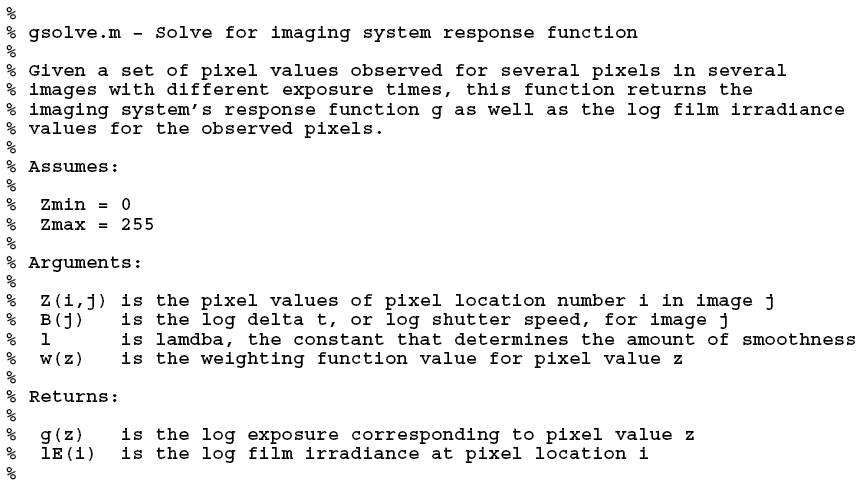 %
% gsolve.m - Solve for imaging system response function
%
% Given a set of pixel values observed for several pixels in several
% images with different exposure times, this function returns the
% imaging system's response function g as well as the log film irradiance
% values for the observed pixels.
%
% Assumes:
%
%  Zmin = 0
%  Zmax = 255
%
% Arguments:
%
%  Z(i,j) is the pixel values of pixel location number i in image j
%  B(j)   is the log delta t, or log shutter speed, for image j
%  l      is lamdba, the constant that determines the amount of smoothness
%  w(z)   is the weighting function value for pixel value z
%
% Returns:
%
%  g(z)   is the log exposure corresponding to pixel value z
%  lE(i)  is the log film irradiance at pixel location i
%